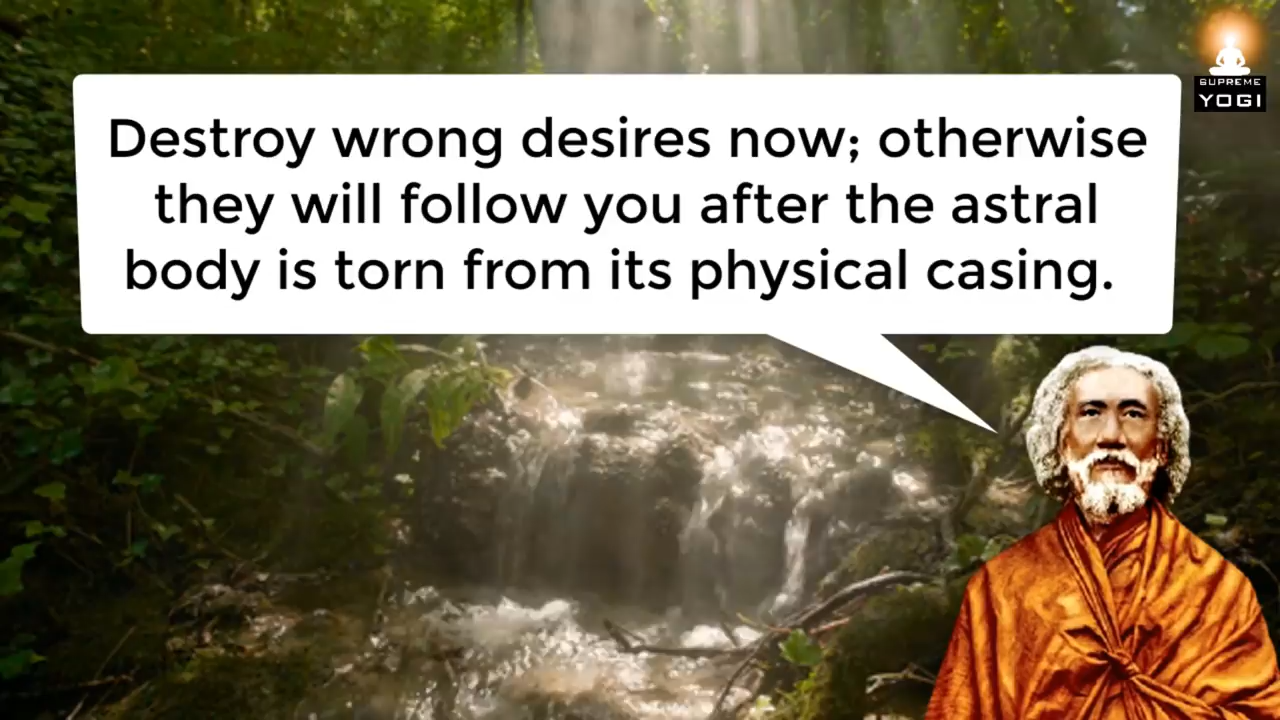 Destroy wrong desires now; otherwise
they will follow you after the astral
body is torn from its physical casing.
SUPREME
YOGI